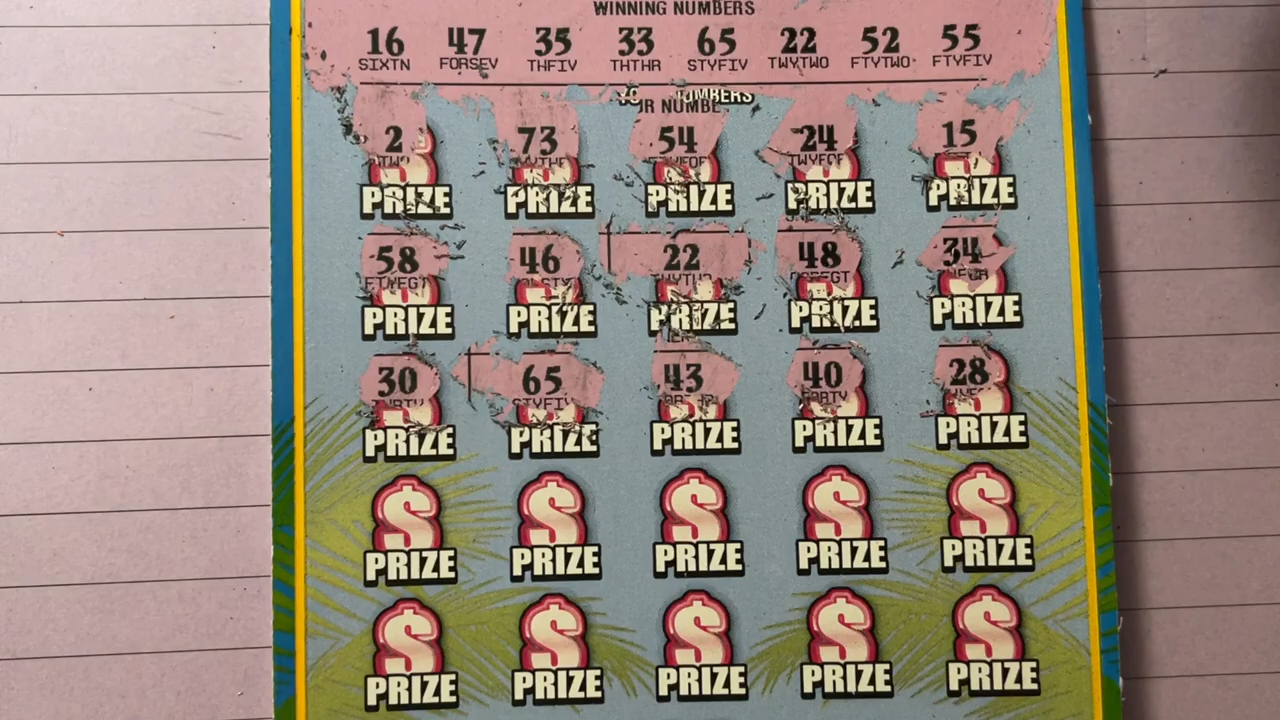 WINNING NUMBERS
16 47 35 33 65 22 52 55
SIXTN FORSEV THFIV THTHR STYFIV TWYTWO FTYTWO FTYFIV
2 73 54 24 15
PRIZE PRIZE PRIZE PRIZE PRIZE
58 46 22 48 34
PRIZE PRIZE PRIZE PRIZE PRIZE
30 65 43 40 28
STYFIV
PRIZE PRIZE PRIZE PRIZE PRIZE
$ $ $ $ $
PRIZE PRIZE PRIZE PRIZE PRIZE
$ $ $ $ $
PRIZE PRIZE PRIZE PRIZE PRIZE